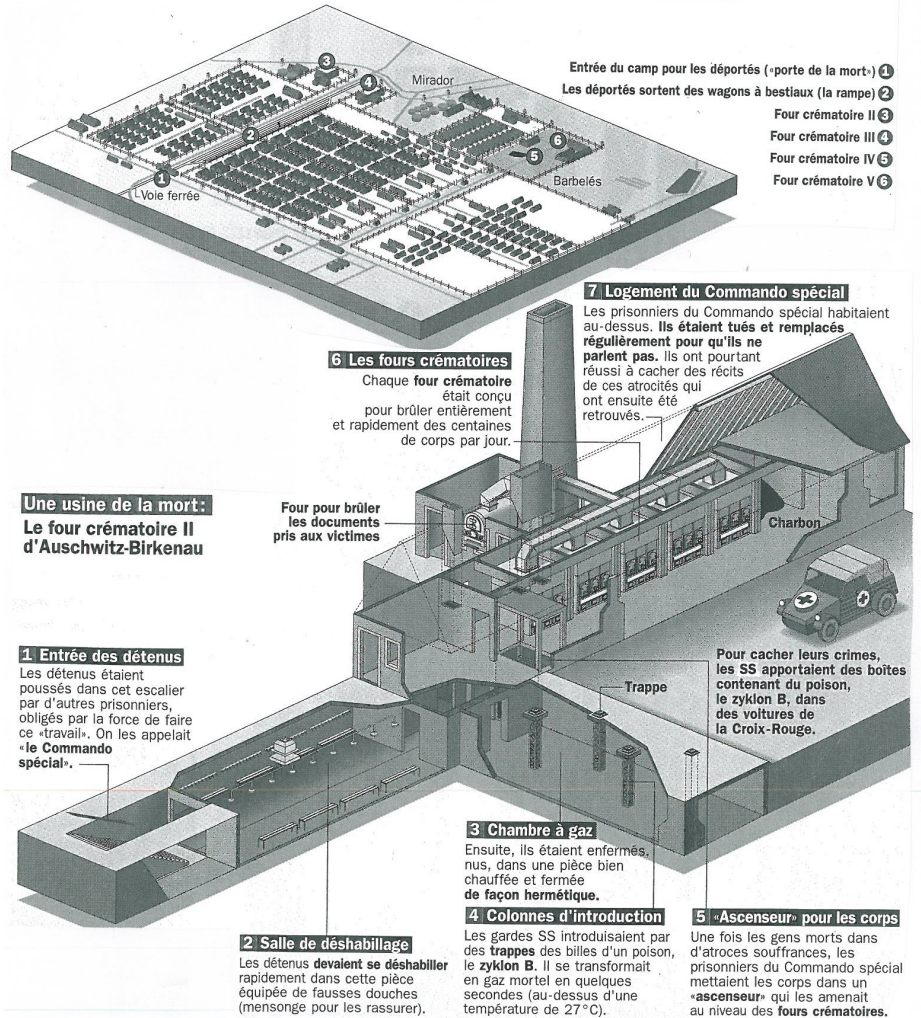 Entrée du camp pour les déportés («porte de la mort») 1
Les déportés sortent des wagons à bestiaux (la rampe) 2
Four crématoire II 3
Four crématoire III 4
Four crématoire IV 5
Four crématoire V 6
3
4
Mirador
2
6
5
1
Voie ferrée
Barbelés
7 Logement du Commando spécial
Les prisonniers du Commando spécial habitaient
au-dessus. Ils étaient tués et remplacés
régulièrement pour qu'ils ne
parlent pas. Ils ont pourtant
réussi à cacher des récits
de ces atrocités qui
ont ensuite été
retrouvés.
6 Les fours crématoires
Chaque four crématoire
était conçu
pour brûler entièrement
et rapidement des centaines
de corps par jour.
Une usine de la mort:
Le four crématoire II
d'Auschwitz-Birkenau
Four pour brûler
les documents
pris aux victimes
Charbon
1 Entrée des détenus
Les détenus étaient
poussés dans cet escalier
par d'autres prisonniers,
obligés par la force de faire
ce «travail». On les appelait
«le Commando
spécial».
Trappe
Pour cacher leurs crimes,
les SS apportaient des boîtes
contenant du poison,
le zyklon B, dans
des voitures de
la Croix-Rouge.
3 Chambre à gaz
Ensuite, ils étaient enfermés,
nus, dans une pièce bien
chauffée et fermée
de façon hermétique.
2 Salle de déshabillage
Les détenus devaient se déshabiller
rapidement dans cette pièce
équipée de fausses douches
(mensonge pour les rassurer).
4 Colonnes d'introduction
Les gardes SS introduisaient par
des trappes des billes d'un poison,
le zyklon B. Il se transformait
en gaz mortel en quelques
secondes (au-dessus d'une
température de 27°C).
5 «Ascenseur» pour les corps
Une fois les gens morts dans
d'atroces souffrances, les
prisonniers du Commando spécial
mettaient les corps dans un
«ascenseur» qui les amenait
au niveau des fours crématoires.